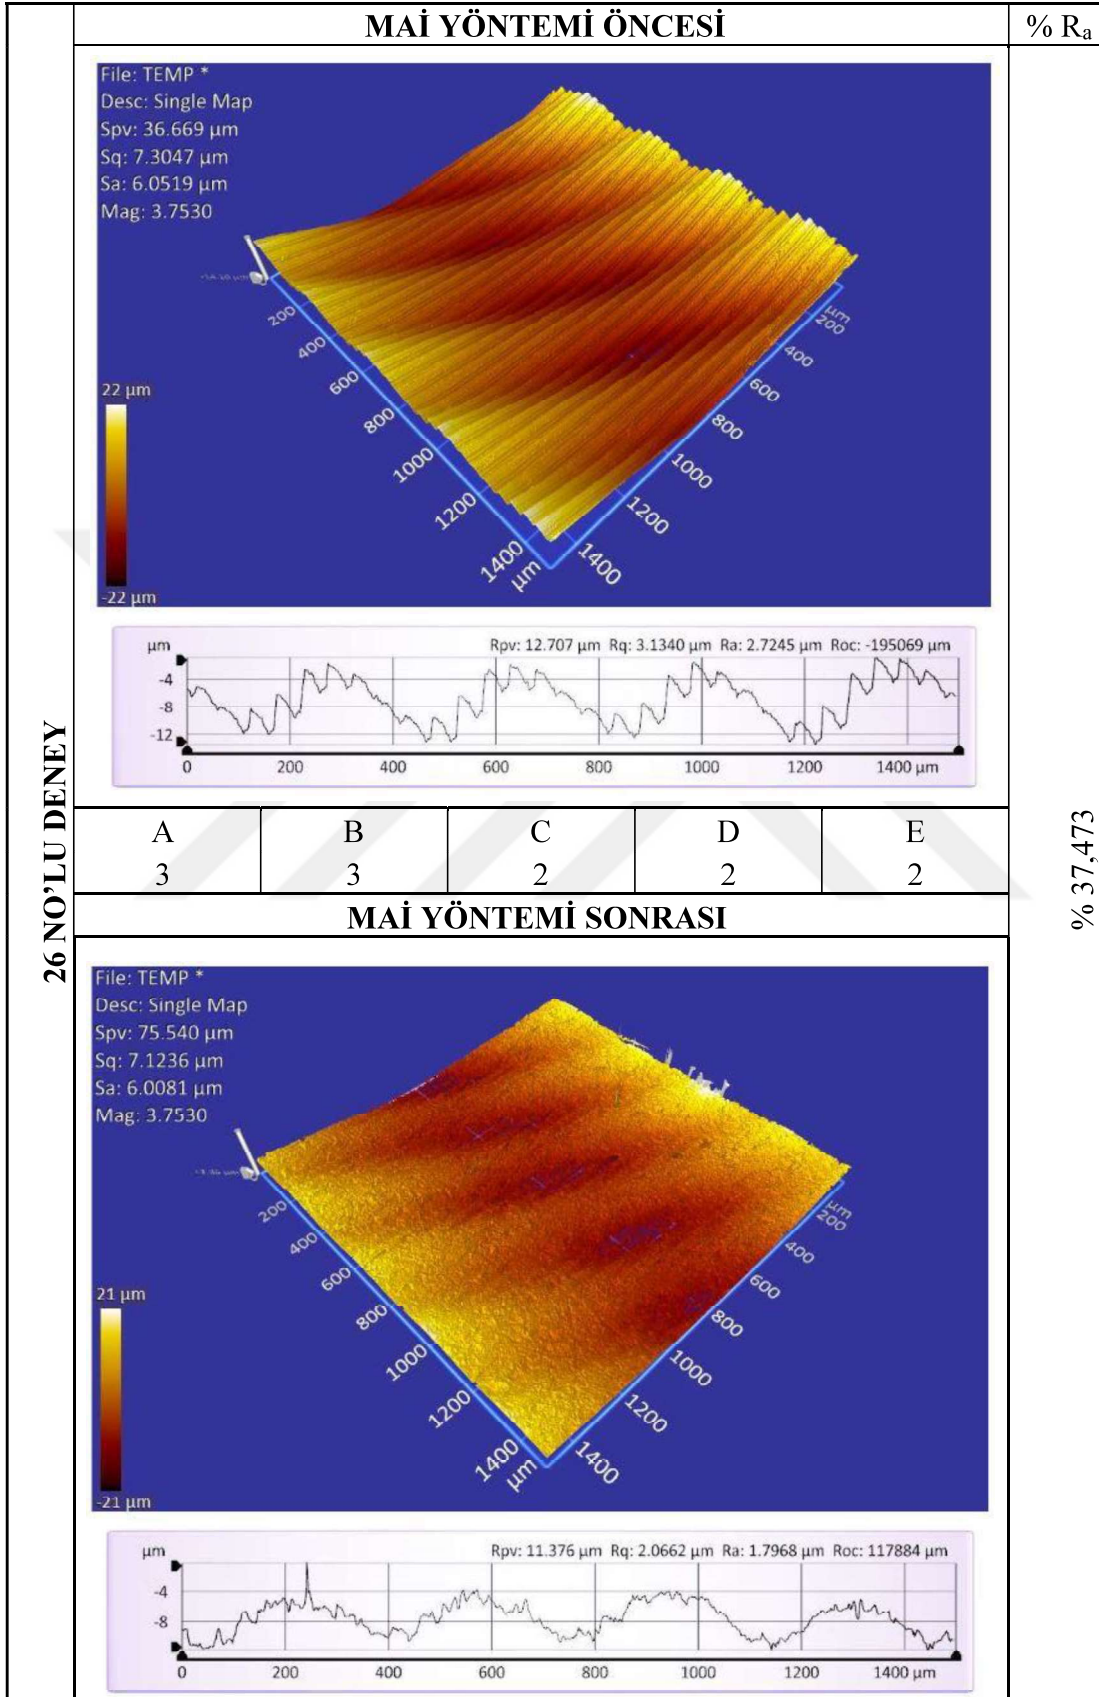 MAİ YÖNTEMİ ÖNCESİ
% Ra
File: TEMP *
Desc: Single Map
Spv: 36.669 µm
Sq: 7.3047 µm
Sa: 6.0519 µm
Mag: 3.7530
22 µm
-22 µm
200
400
600
800
1000
1200
1400
µm
µm
200
400
600
800
1000
1200
1400
Rpv: 12.707 µm Rq: 3.1340 µm Ra: 2.7245 µm Roc: -195069 µm
µm
-4
-8
-12
0 200 400 600 800 1000 1200 1400 µm
26 NO’LU DENEY
A B C D E
3 3 2 2 2
% 37,473
MAİ YÖNTEMİ SONRASI
File: TEMP *
Desc: Single Map
Spv: 75.540 µm
Sq: 7.1236 µm
Sa: 6.0081 µm
Mag: 3.7530
21 µm
-21 µm
200
400
600
800
1000
1200
1400
µm
µm
200
400
600
800
1000
1200
1400
Rpv: 11.376 µm Rq: 2.0662 µm Ra: 1.7968 µm Roc: 117884 µm
µm
-4
-8
0 200 400 600 800 1000 1200 1400 µm